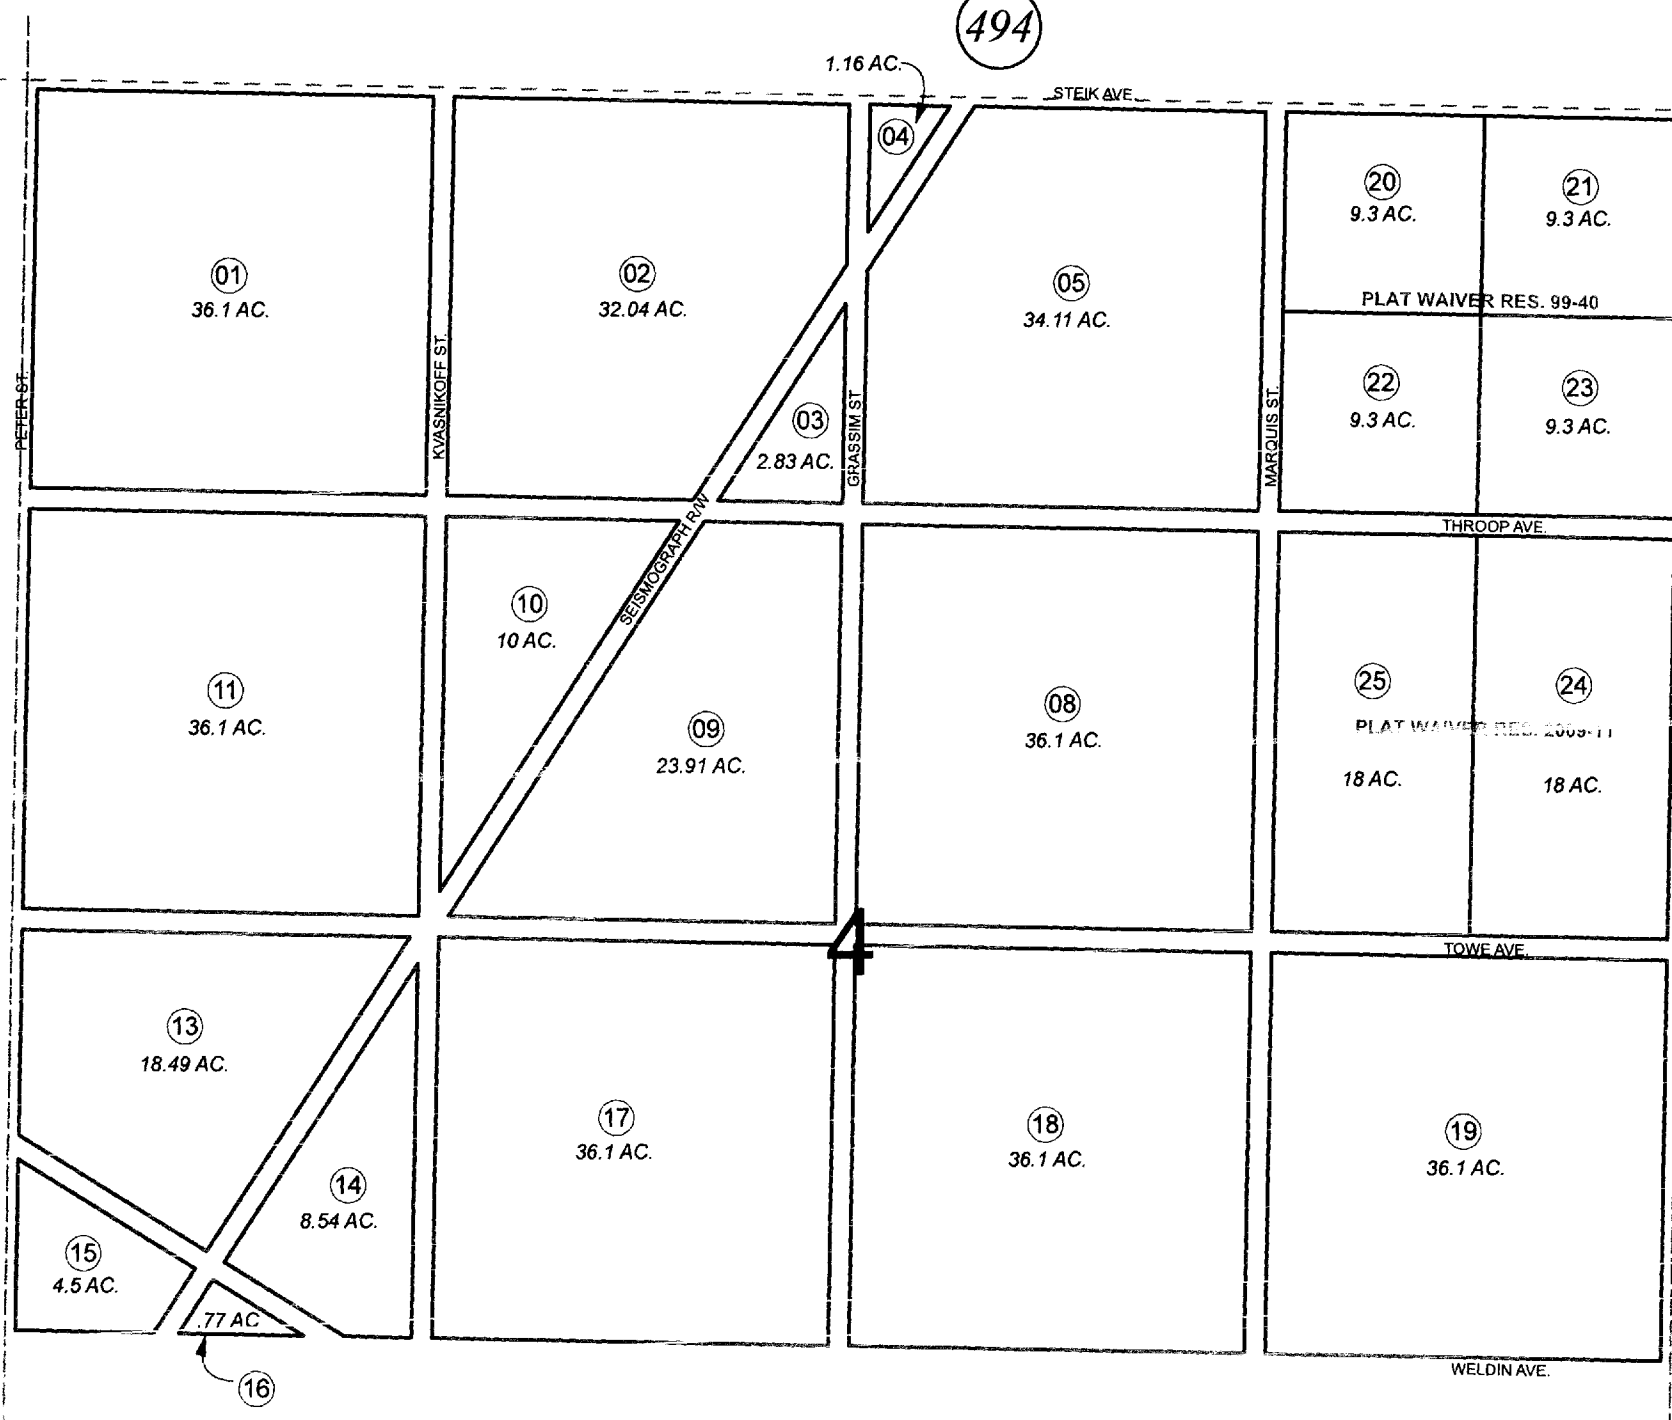 494
1.16 AC.
STEIK AVE.
04
20
9.3 AC.
21
9.3 AC.
01
36.1 AC.
02
32.04 AC.
05
34.11 AC.
PLAT WAIVER RES. 99-40
PETER ST.
KVASNIKOFF ST.
03
2.83 AC.
GRASSIM ST
MARQUIS ST.
22
9.3 AC.
23
9.3 AC.
SEISMOGRAPH R/W
THROOP AVE.
10
10 AC.
11
36.1 AC.
09
23.91 AC.
08
36.1 AC.
25
24
PLAT WAIVER RES. 2009-11
18 AC.
18 AC.
4
TOWE AVE.
13
18.49 AC.
14
8.54 AC.
17
36.1 AC.
18
36.1 AC.
19
36.1 AC.
15
4.5 AC.
.77 AC
16
WELDIN AVE.